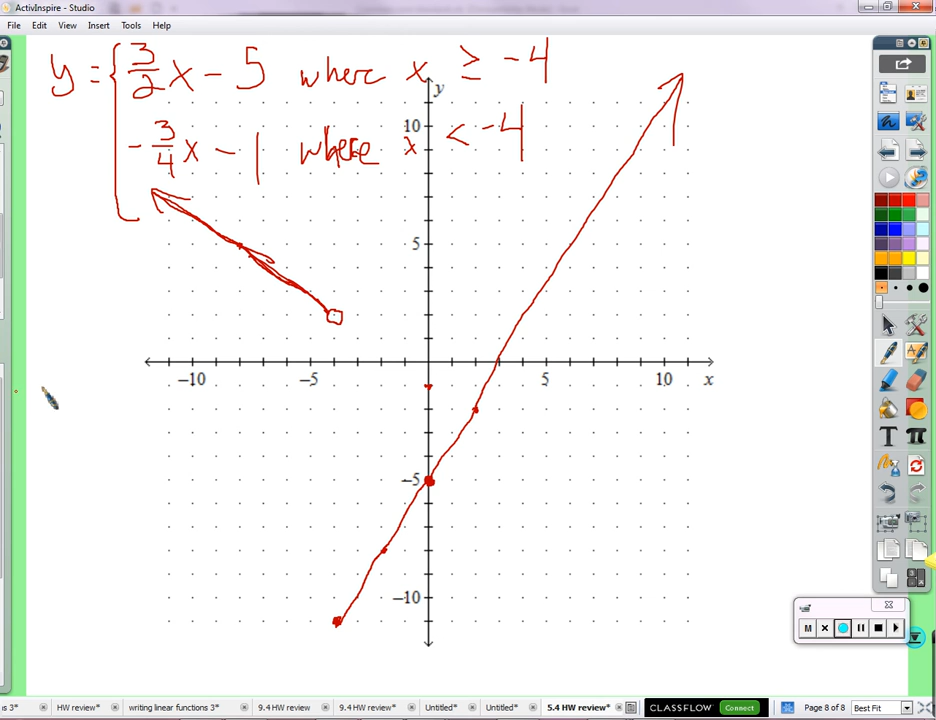 ActivInspire - Studio
File Edit View Insert Tools Help
y = { 3/2 x - 5 where x ≥ -4
-3/4 x - 1 where x < -4
y
10
5
-10 -5 5 10 x
-5
-10
T π
M
is 3* HW review* writing linear functions 3* 9.4 HW review* 9.4 HW review* Untitled* Untitled* 5.4 HW review* CLASSFLOW Connect Page 8 of 8 Best Fit